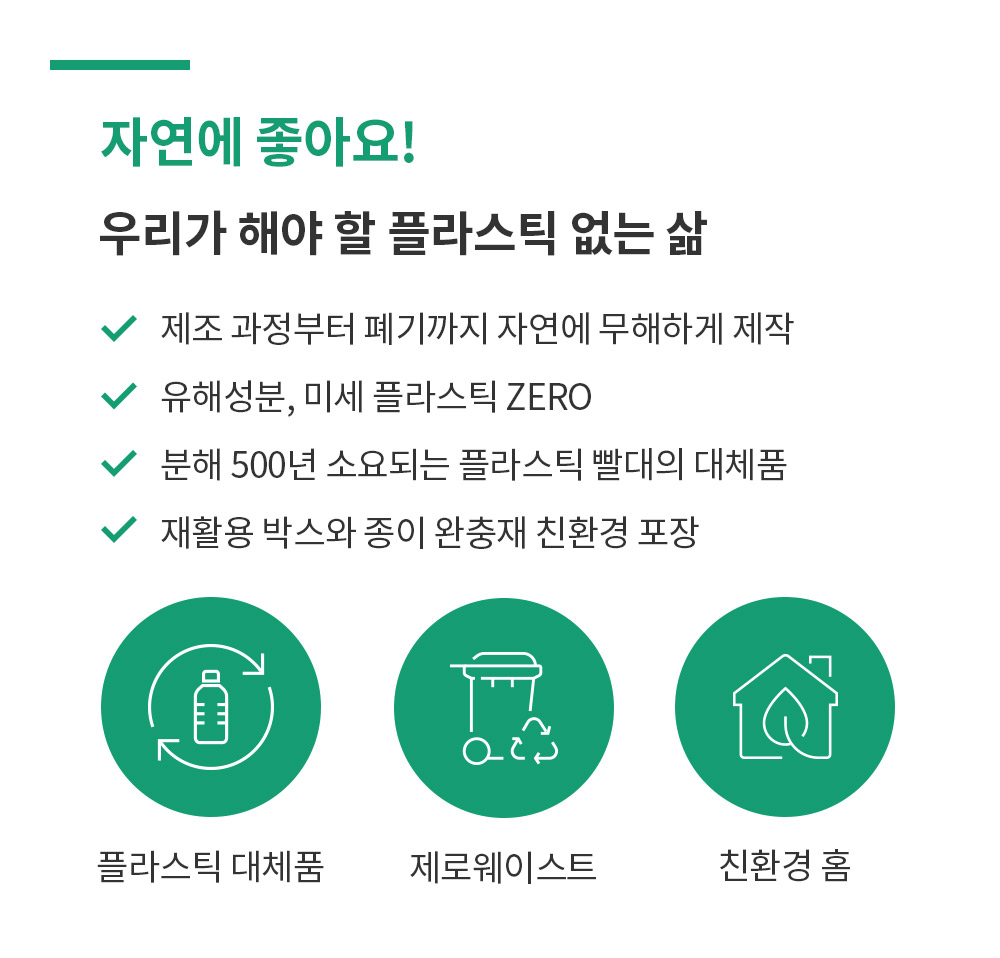 자연에 좋아요!
우리가 해야 할 플라스틱 없는 삶
제조 과정부터 폐기까지 자연에 무해하게 제작
유해성분, 미세 플라스틱 ZERO
분해 500년 소요되는 플라스틱 빨대의 대체품
재활용 박스와 종이 완충재 친환경 포장
플라스틱 대체품
제로웨이스트
친환경 홈